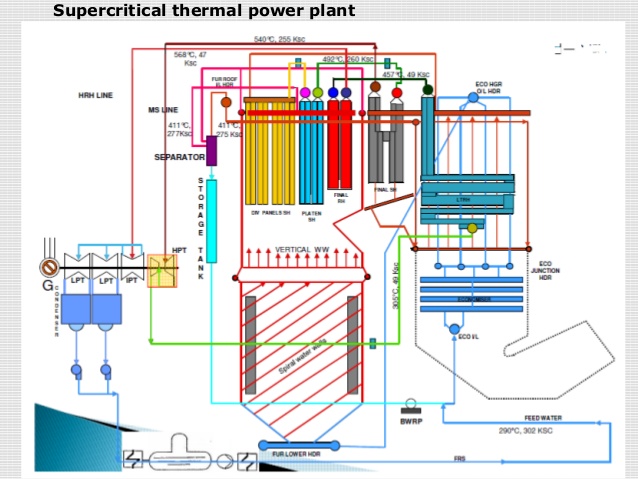 Supercritical thermal power plant
540°C, 255 Ksc
568°C, 47
Ksc
492°C, 260 Ksc
457°C, 49 Ksc
FUR ROOF
ECO HGR
O/L HDR
HRH LINE
MS LINE
411°C,
277Ksc
411°C,
275 Ksc
SEPARATOR
STORAGE TANK
DIV PANELS SH
PLATEN
SH
FINAL
RH
FINAL SH
LTRH
VERTICAL WW
HPT
LPT
LPT
IPT
G
CONDENSER
305°C, 49 Ksc
ECO
JUNCTION
HDR
ECONOMISER
ECO I/L
Spiral water walls
BWRP
FEED WATER
290°C, 302 KSC
FUR LOWER HDR
FRS